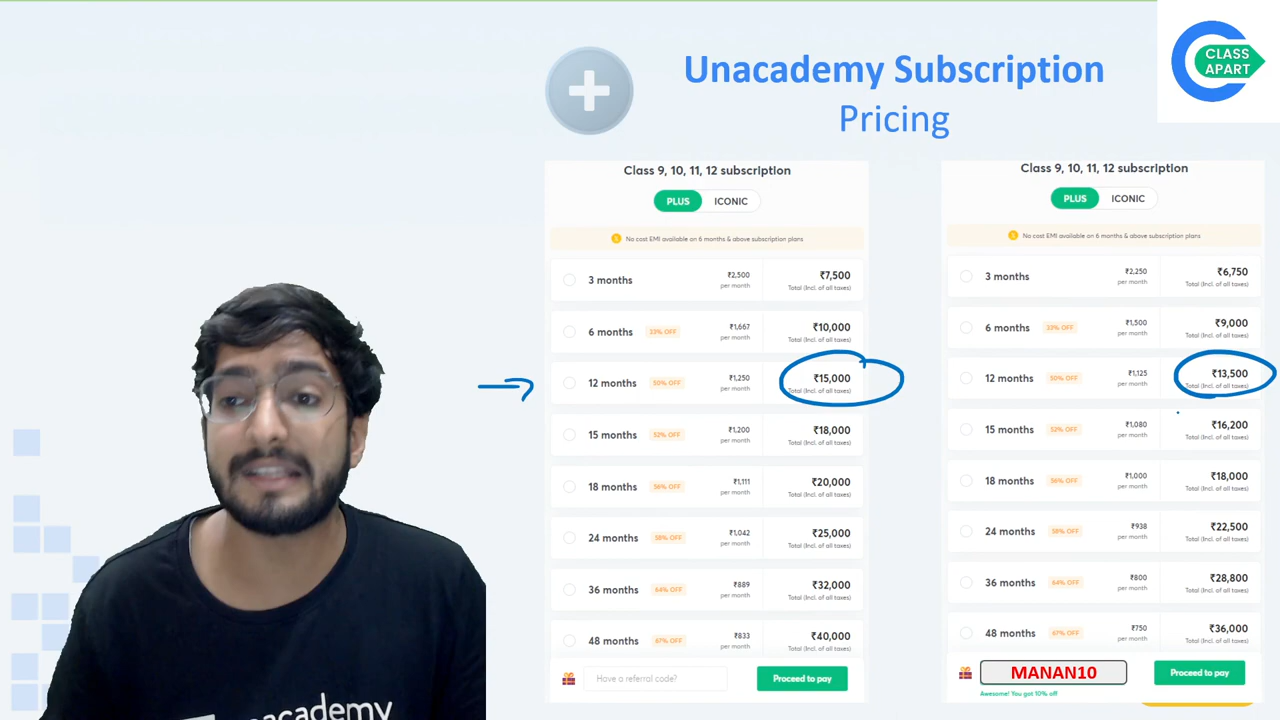 Unacademy Subscription
Pricing
CLASS
APART
Class 9, 10, 11, 12 subscription
PLUS
ICONIC
No cost EMI available on 6 months & above subscription plans
3 months
₹2,500
per month
₹7,500
Total (Incl. of all taxes)
6 months
33% OFF
₹1,667
per month
₹10,000
Total (Incl. of all taxes)
12 months
50% OFF
₹1,250
per month
₹15,000
Total (Incl. of all taxes)
15 months
52% OFF
₹1,200
per month
₹18,000
Total (Incl. of all taxes)
18 months
56% OFF
₹1,111
per month
₹20,000
Total (Incl. of all taxes)
24 months
58% OFF
₹1,042
per month
₹25,000
Total (Incl. of all taxes)
36 months
64% OFF
₹889
per month
₹32,000
Total (Incl. of all taxes)
48 months
67% OFF
₹833
per month
₹40,000
Total (Incl. of all taxes)
Have a referral code?
Proceed to pay
Class 9, 10, 11, 12 subscription
PLUS
ICONIC
No cost EMI available on 6 months & above subscription plans
3 months
₹2,250
per month
₹6,750
Total (Incl. of all taxes)
6 months
33% OFF
₹1,500
per month
₹9,000
Total (Incl. of all taxes)
12 months
50% OFF
₹1,125
per month
₹13,500
Total (Incl. of all taxes)
15 months
52% OFF
₹1,080
per month
₹16,200
Total (Incl. of all taxes)
18 months
56% OFF
₹1,000
per month
₹18,000
Total (Incl. of all taxes)
24 months
58% OFF
₹938
per month
₹22,500
Total (Incl. of all taxes)
36 months
64% OFF
₹800
per month
₹28,800
Total (Incl. of all taxes)
48 months
67% OFF
₹750
per month
₹36,000
Total (Incl. of all taxes)
MANAN10
Proceed to pay
Awesome! You got 10% off
unacademy